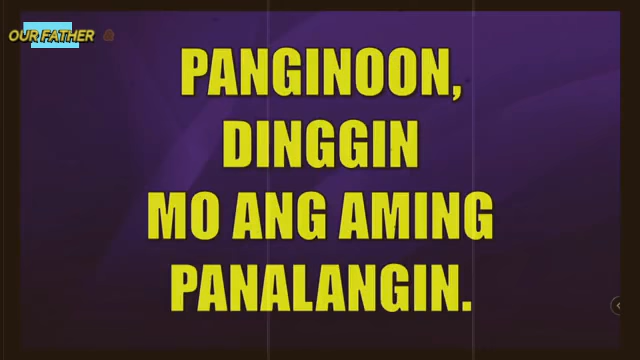 OUR FATHER
PANGINOON,
DINGGIN
MO ANG AMING
PANALANGIN.